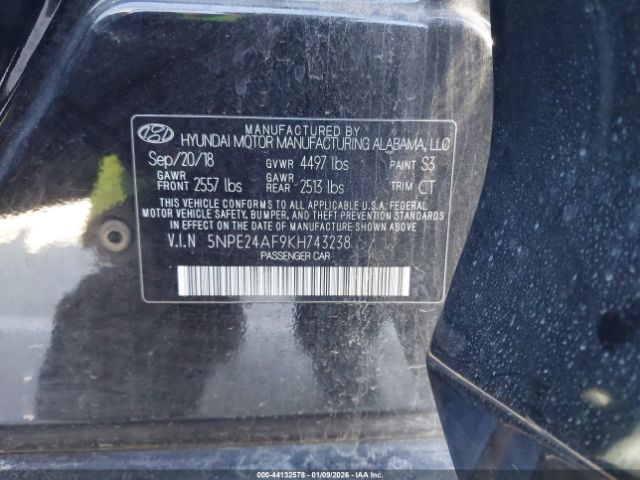 MANUFACTURED BY
HYUNDAI MOTOR MANUFACTURING ALABAMA, LLC
Sep/20/18 GVWR 4497 lbs PAINT S3
GAWR FRONT 2557 lbs GAWR REAR 2513 lbs TRIM CT
THIS VEHICLE CONFORMS TO ALL APPLICABLE U.S.A. FEDERAL
MOTOR VEHICLE SAFETY, BUMPER, AND THEFT PREVENTION STANDARDS
IN EFFECT ON THE DATE OF MANUFACTURE SHOWN ABOVE.
V.I.N 5NPE24AF9KH743238
PASSENGER CAR
000-44132578 - 01/09/2026 - IAA Inc.